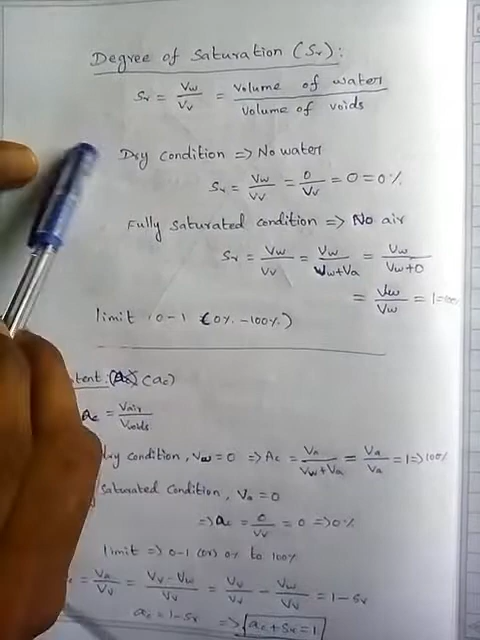 Degree of Saturation (Sr):
Sr = Vw/Vv = Volume of water/Volume of voids
Dry condition => No water
Sr = Vw/Vv = 0/Vv = 0 = 0%
Fully saturated condition => No air
Sr = Vw/Vv = Vw/Vw+Va = Vw/Vw+0
= Vw/Vw = 1 = 100%
limit 0-1 (0% - 100%)
tent: (ac)
ac = Vair/Vvoids
Dry condition, Vw = 0 => Ac = Va/Vw+Va = Va/Va = 1 => 100%
saturated Condition, Va = 0
=> ac = 0/Vv = 0 => 0%
limit => 0-1 (or) 0% to 100%
= Va/Vv = Vv-Vw/Vv = Vv/Vv - Vw/Vv = 1 - Sr
ac = 1-Sr => ac + Sr = 1